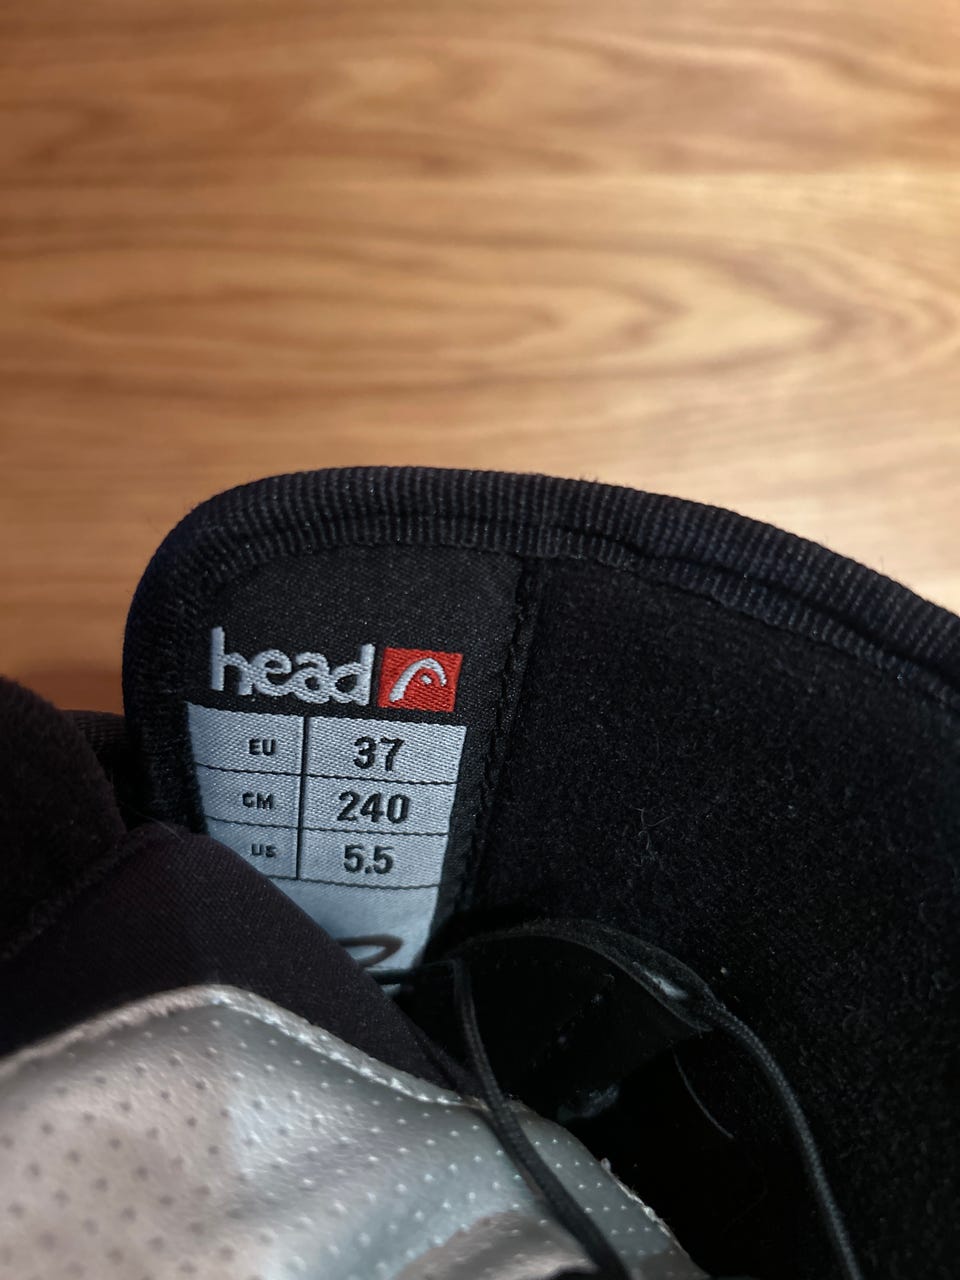 head
EU 37
CM 240
US 5.5